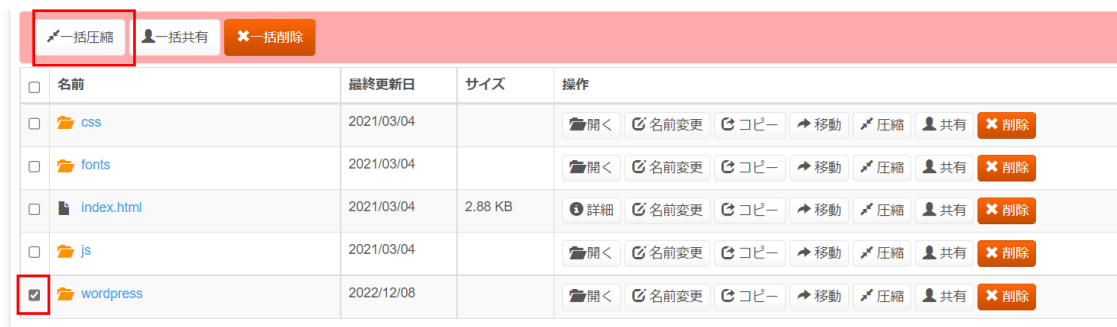 一括圧縮 一括共有 一括削除
名前 最終更新日 サイズ 操作
css 2021/03/04 開く 名前変更 コピー 移動 圧縮 共有 削除
fonts 2021/03/04 開く 名前変更 コピー 移動 圧縮 共有 削除
index.html 2021/03/04 2.88 KB 詳細 名前変更 コピー 移動 圧縮 共有 削除
js 2021/03/04 開く 名前変更 コピー 移動 圧縮 共有 削除
wordpress 2022/12/08 開く 名前変更 コピー 移動 圧縮 共有 削除